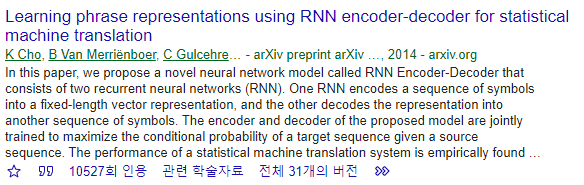 Learning phrase representations using RNN encoder-decoder for statistical
machine translation
K Cho, B Van Merriënboer, C Gulcehre… - arXiv preprint arXiv …, 2014 - arxiv.org
In this paper, we propose a novel neural network model called RNN Encoder-Decoder that
consists of two recurrent neural networks (RNN). One RNN encodes a sequence of symbols
into a fixed-length vector representation, and the other decodes the representation into
another sequence of symbols. The encoder and decoder of the proposed model are jointly
trained to maximize the conditional probability of a target sequence given a source
sequence. The performance of a statistical machine translation system is empirically found …
10527회 인용 관련 학술자료 전체 31개의 버전